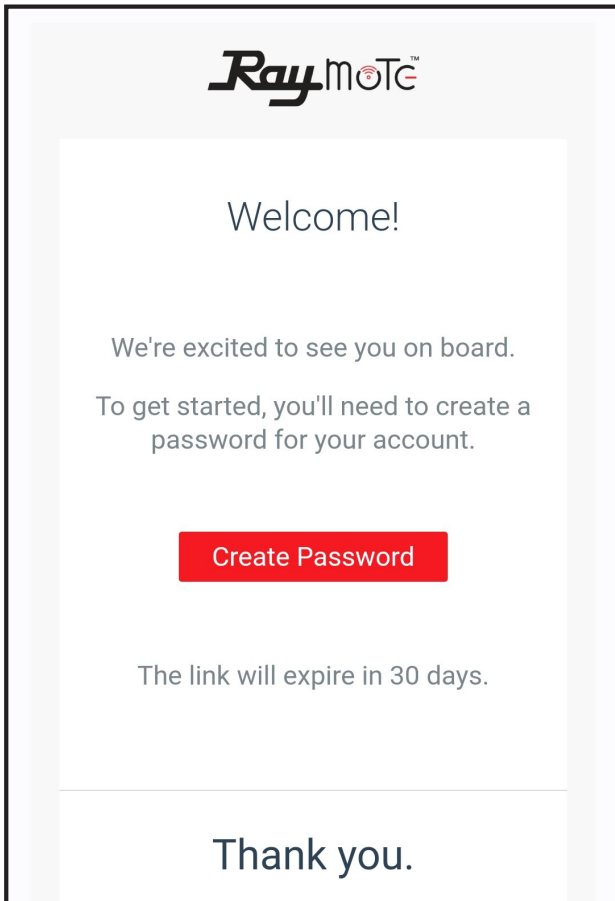 Raymote™
Welcome!
We're excited to see you on board.
To get started, you'll need to create a
password for your account.
Create Password
The link will expire in 30 days.
Thank you.